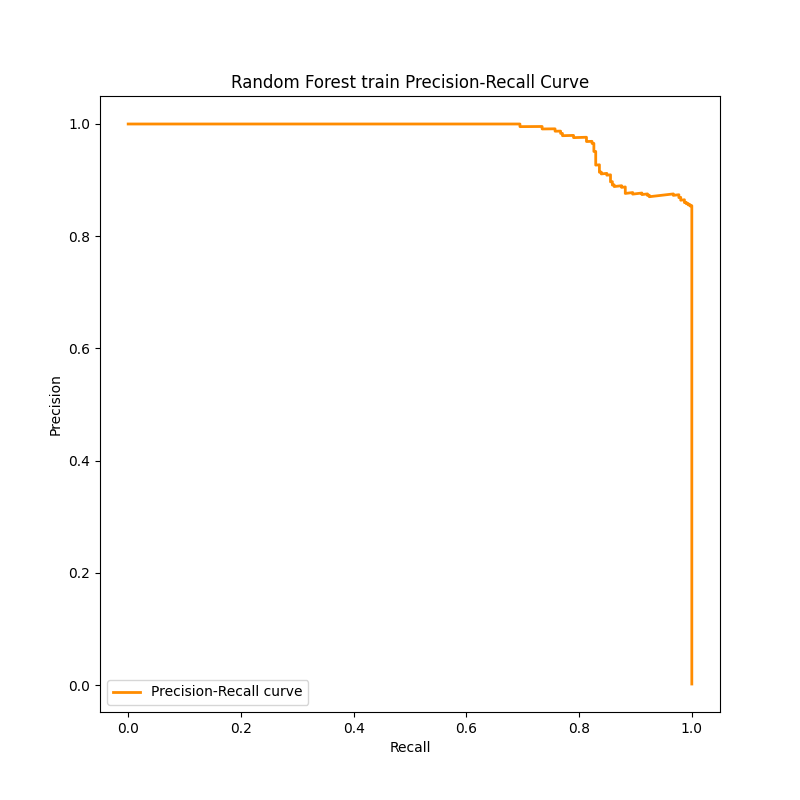 Random Forest train Precision-Recall Curve
1.0
0.8
0.6
0.4
0.2
0.0
Precision
Precision-Recall curve
0.0 0.2 0.4 0.6 0.8 1.0
Recall